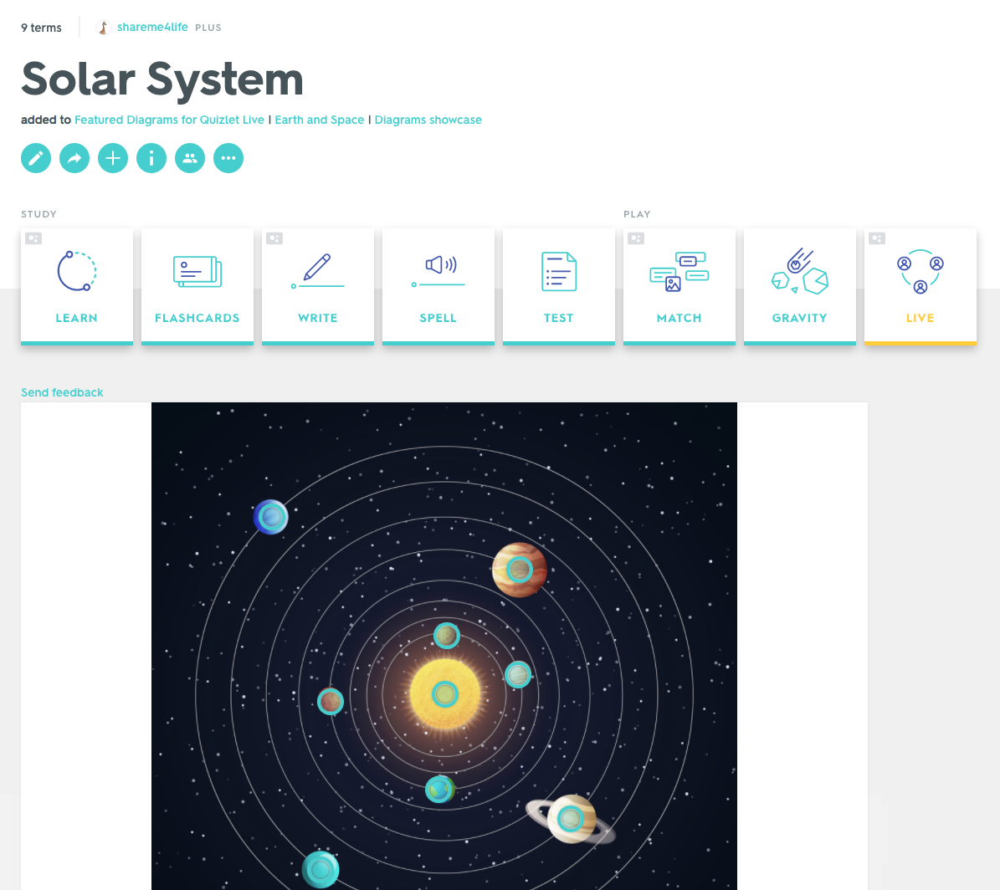 9 terms shareme4life PLUS
Solar System
added to Featured Diagrams for Quizlet Live | Earth and Space | Diagrams showcase
STUDY PLAY
LEARN FLASHCARDS WRITE SPELL TEST MATCH GRAVITY LIVE
Send feedback